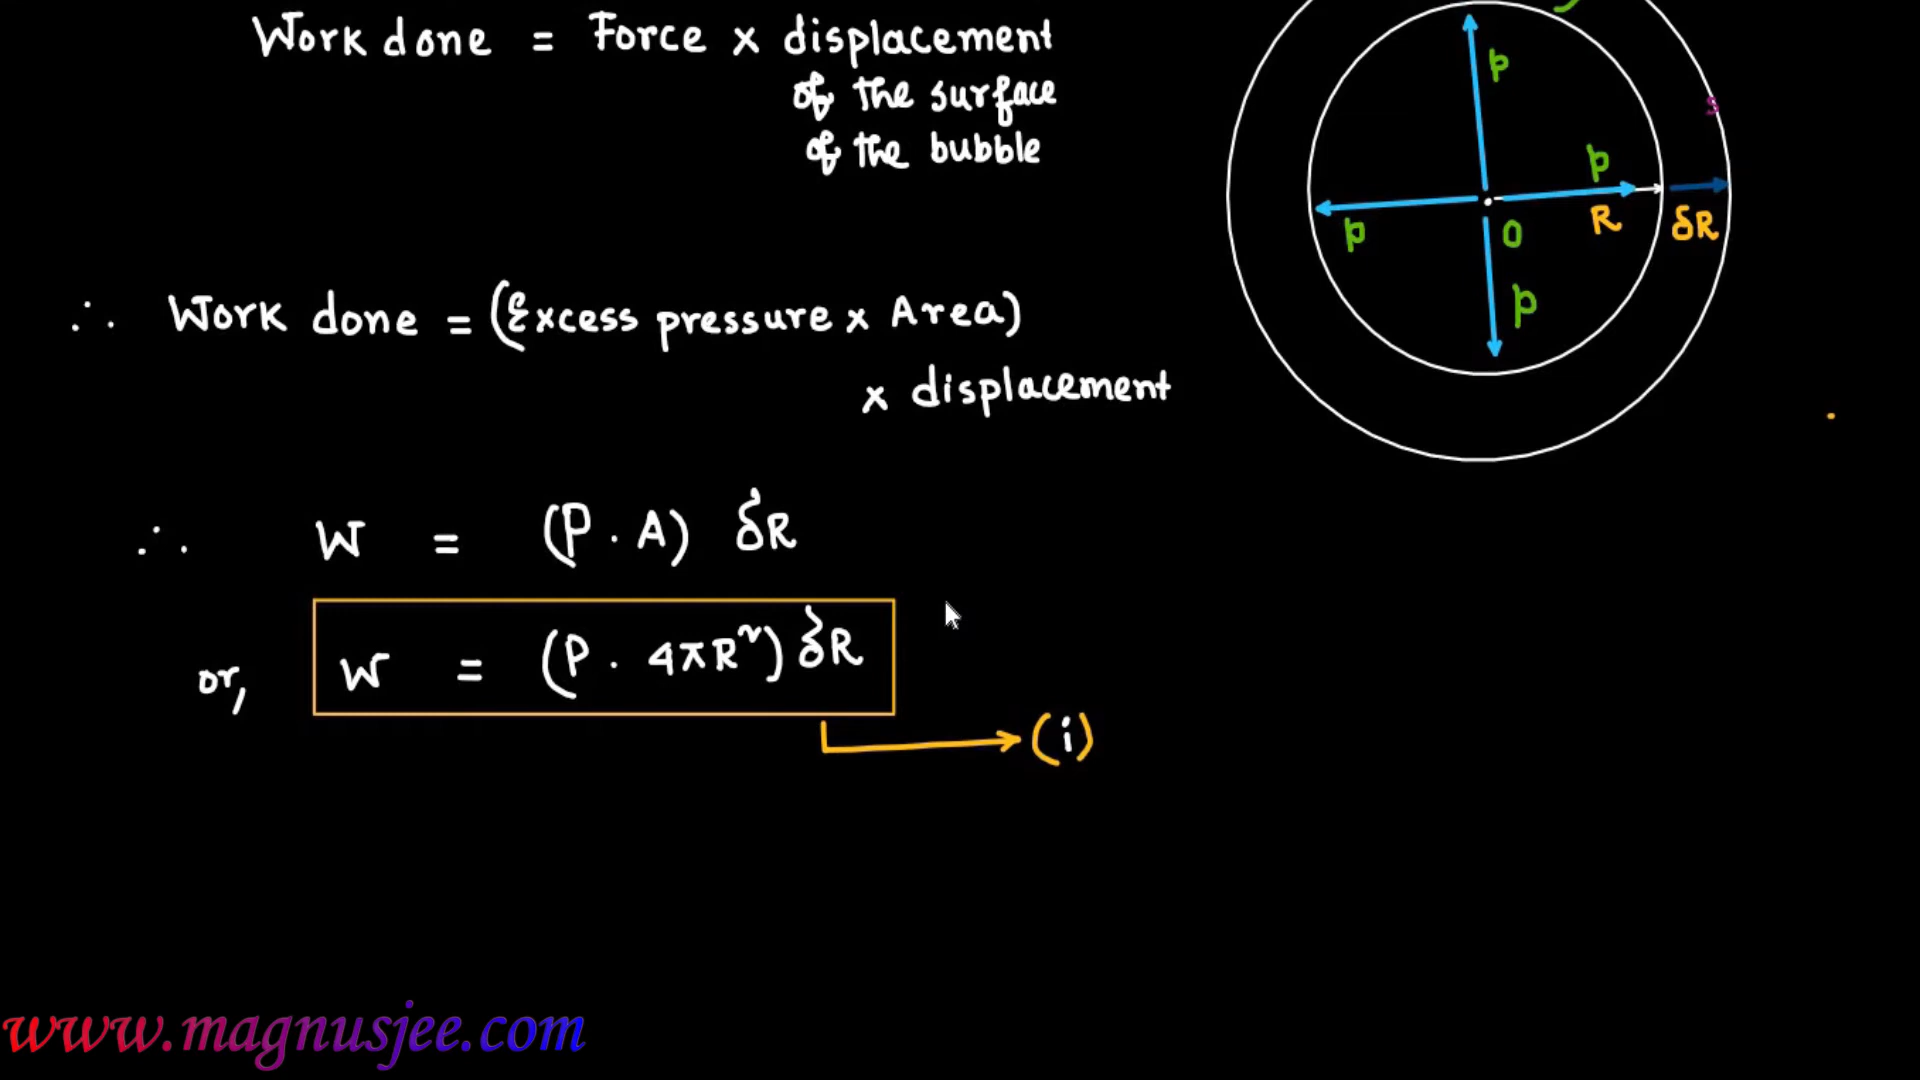 Work done = Force x displacement
of the surface
of the bubble
∴ Work done = (Excess pressure x Area)
x displacement
∴ W = (P . A) δR
or, W = (P . 4πR²) δR
(i)
p
p
R
δR
p
O
p
s
www.magnusjee.com